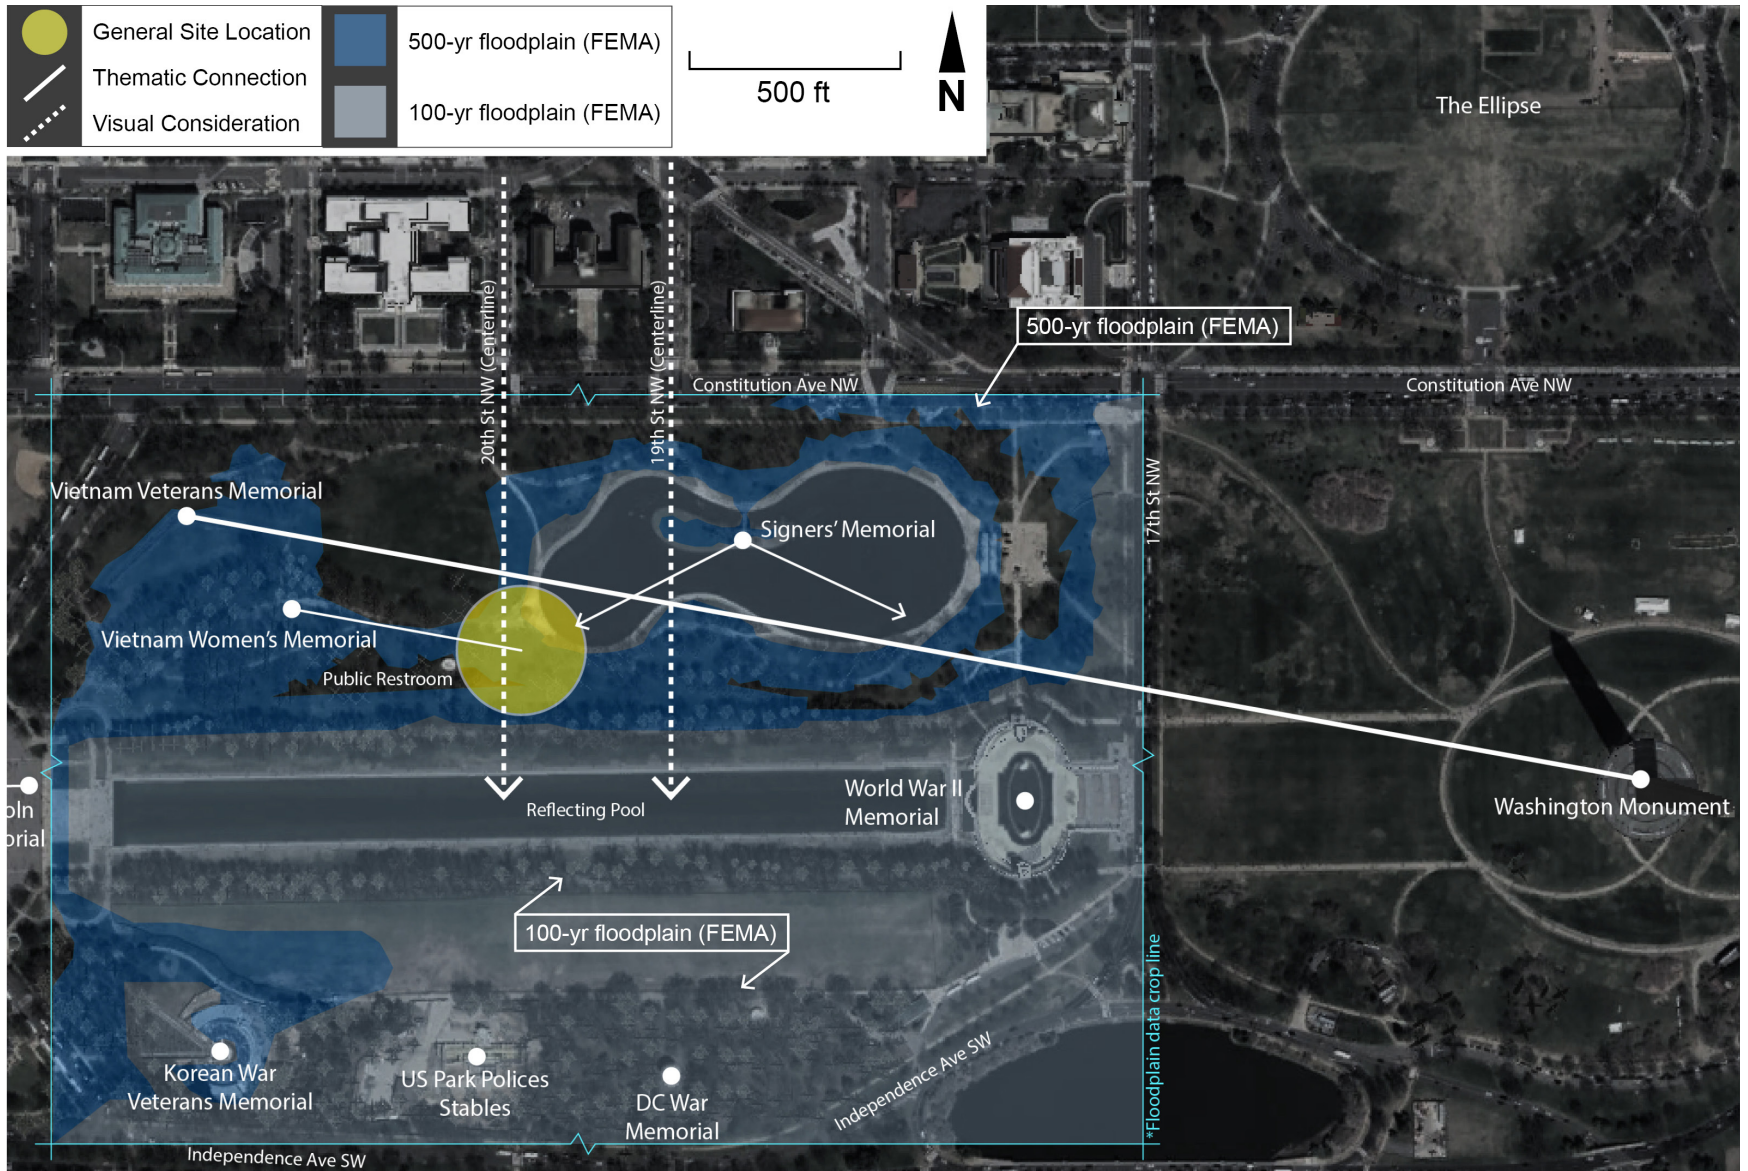 General Site Location
Thematic Connection
Visual Consideration
500-yr floodplain (FEMA)
100-yr floodplain (FEMA)
500 ft
N
The Ellipse
500-yr floodplain (FEMA)
20th St NW (Centerline)
19th St NW (Centerline)
Constitution Ave NW
Constitution Ave NW
17th St NW
Vietnam Veterans Memorial
Signers' Memorial
Vietnam Women's Memorial
Public Restroom
oln
orial
Reflecting Pool
World War II
Memorial
Washington Monument
100-yr floodplain (FEMA)
*Floodplain data crop line
Independence Ave SW
Korean War
Veterans Memorial
US Park Polices
Stables
DC War
Memorial
Independence Ave SW